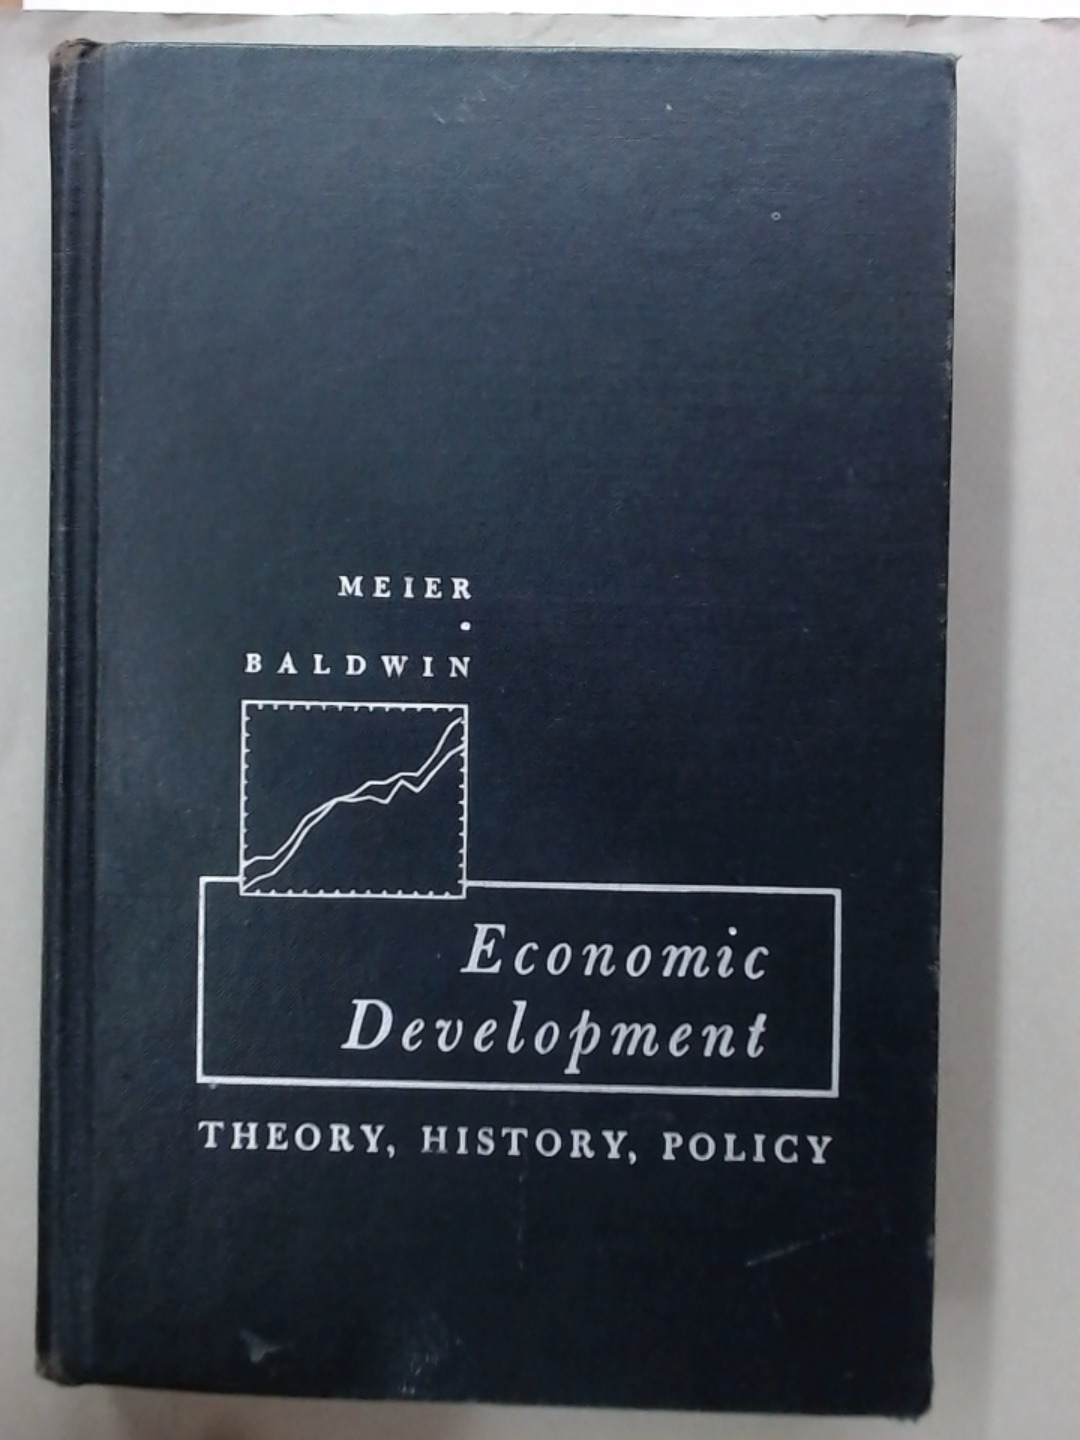 MEIER
•
BALDWIN
Economic
Development
THEORY, HISTORY, POLICY